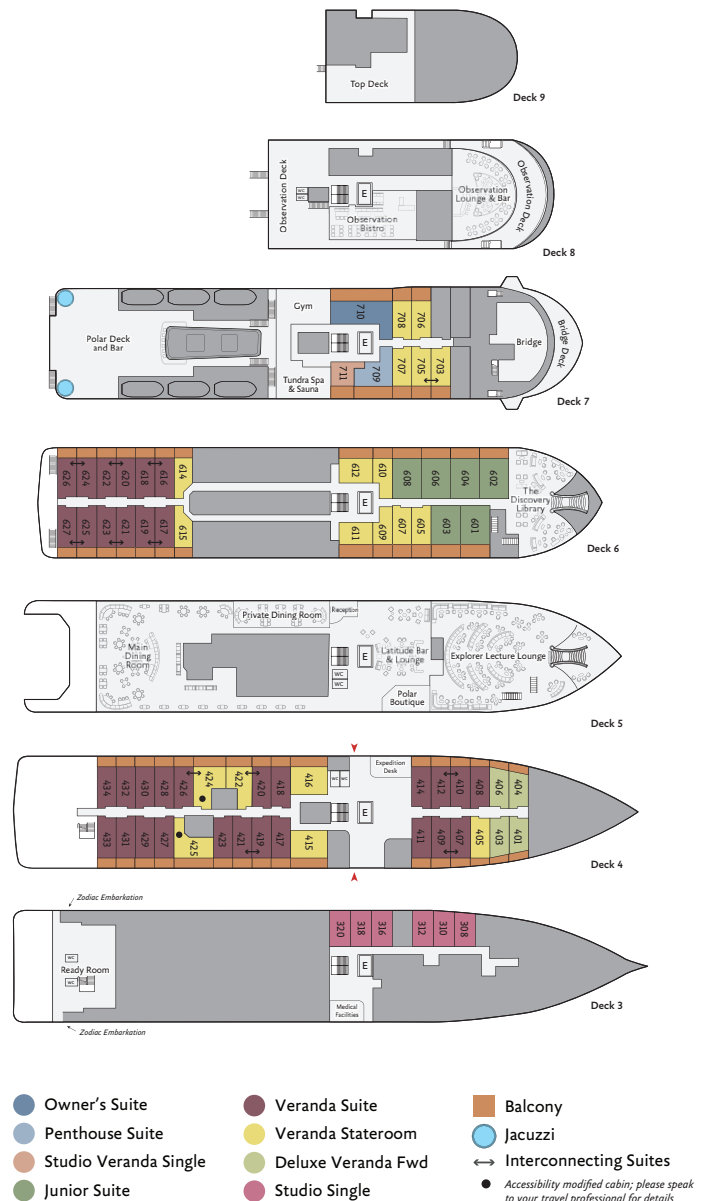 Top Deck
Deck 9
Observation Deck
WC
WC
E
Observation
Lounge & Bar
Observation
Bistro
Observation Deck
Deck 8
Gym
Polar Deck
and Bar
Tundra Spa
& Sauna
710
708
706
E
711
709
707
705
703
Bridge
Bridge Deck
Deck 7
626
624
622
620
618
616
614
612
610
608
606
604
602
E
The
Discovery
Library
627
625
623
621
619
617
615
611
609
607
605
603
601
Deck 6
Private Dining Room
Reception
Main
Dining
Room
E
WC
WC
Latitude Bar
& Lounge
Explorer Lecture Lounge
Polar
Boutique
Deck 5
434
432
430
428
426
424
422
420
418
416
WC
WC
Expedition
Desk
414
412
410
408
406
404
E
433
431
429
427
425
423
421
419
417
415
411
409
407
405
403
401
Deck 4
Zodiac Embarkation
320
318
316
312
310
308
WC
Ready Room
WC
E
Medical
Facilities
Deck 3
Zodiac Embarkation
Owner's Suite
Veranda Suite
Balcony
Penthouse Suite
Veranda Stateroom
Jacuzzi
Studio Veranda Single
Deluxe Veranda Fwd
Interconnecting Suites
Junior Suite
Studio Single
Accessibility modified cabin; please speak
to your travel professional for details